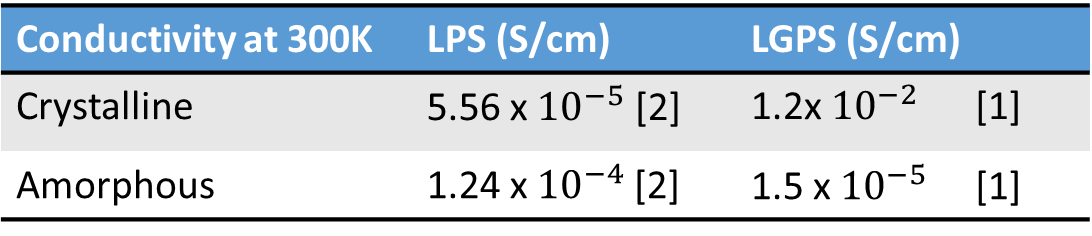 Conductivity at 300K LPS (S/cm) LGPS (S/cm)
Crystalline 5.56 x 10⁻⁵ [2] 1.2x 10⁻² [1]
Amorphous 1.24 x 10⁻⁴ [2] 1.5 x 10⁻⁵ [1]